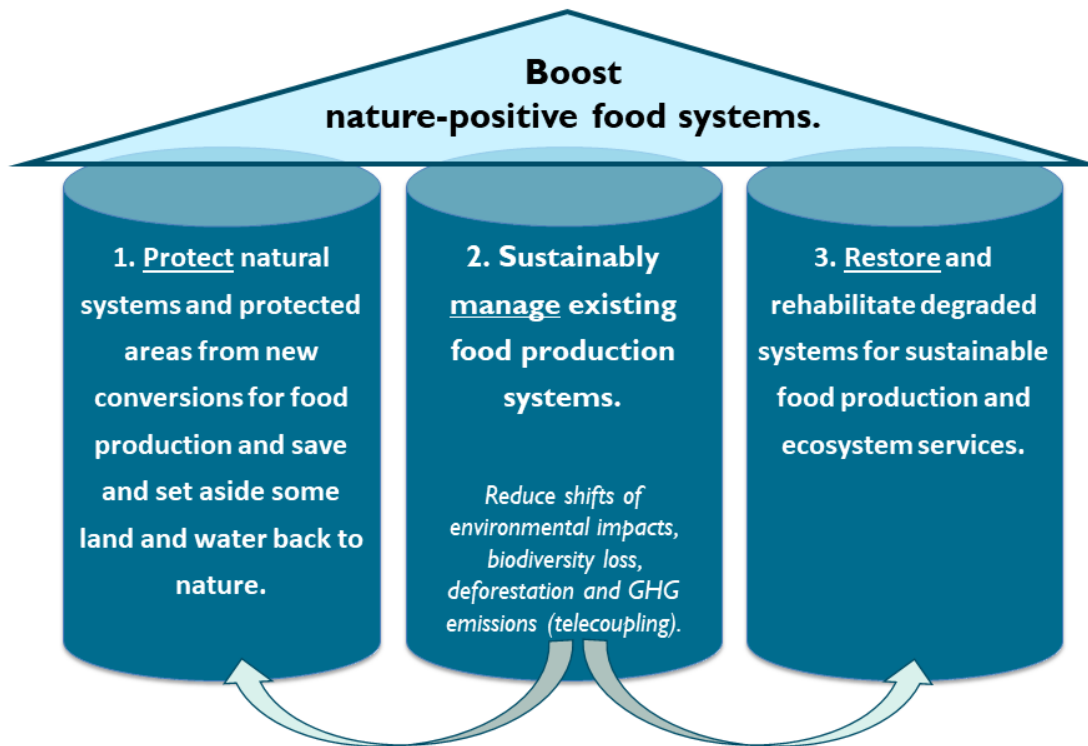 Boost
nature-positive food systems.
1. Protect natural
systems and protected
areas from new
conversions for food
production and save
and set aside some
land and water back to
nature.
2. Sustainably
manage existing
food production
systems.
Reduce shifts of
environmental impacts,
biodiversity loss,
deforestation and GHG
emissions (telecoupling).
3. Restore and
rehabilitate degraded
systems for sustainable
food production and
ecosystem services.